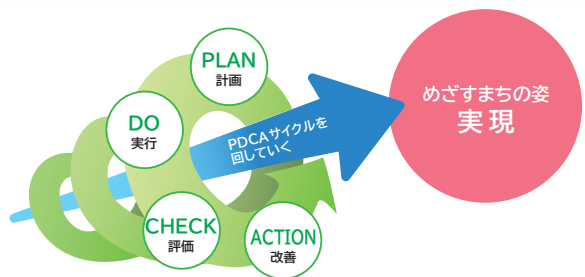 PLAN
計画
DO
実行
CHECK
評価
ACTION
改善
PDCAサイクルを
回していく
めざすまちの姿
実現